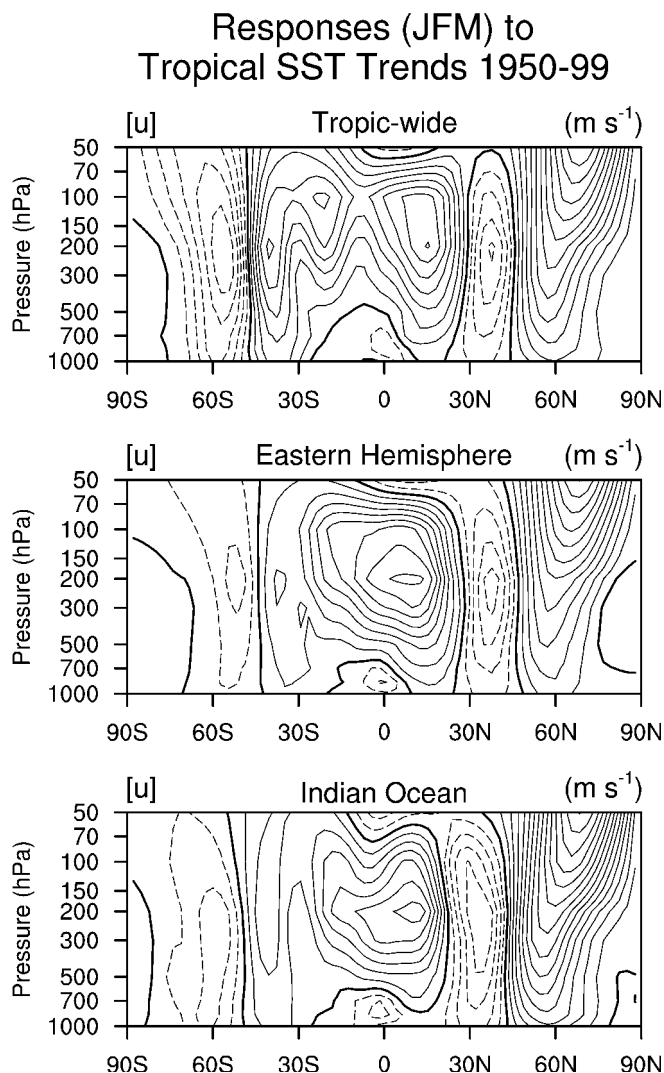 Responses (JFM) to
Tropical SST Trends 1950-99
[u] Tropic-wide (m s⁻¹)
50
70
100
150
200
300
500
700
1000
Pressure (hPa)
90S 60S 30S 0 30N 60N 90N
[u] Eastern Hemisphere (m s⁻¹)
50
70
100
150
200
300
500
700
1000
Pressure (hPa)
90S 60S 30S 0 30N 60N 90N
[u] Indian Ocean (m s⁻¹)
50
70
100
150
200
300
500
700
1000
Pressure (hPa)
90S 60S 30S 0 30N 60N 90N